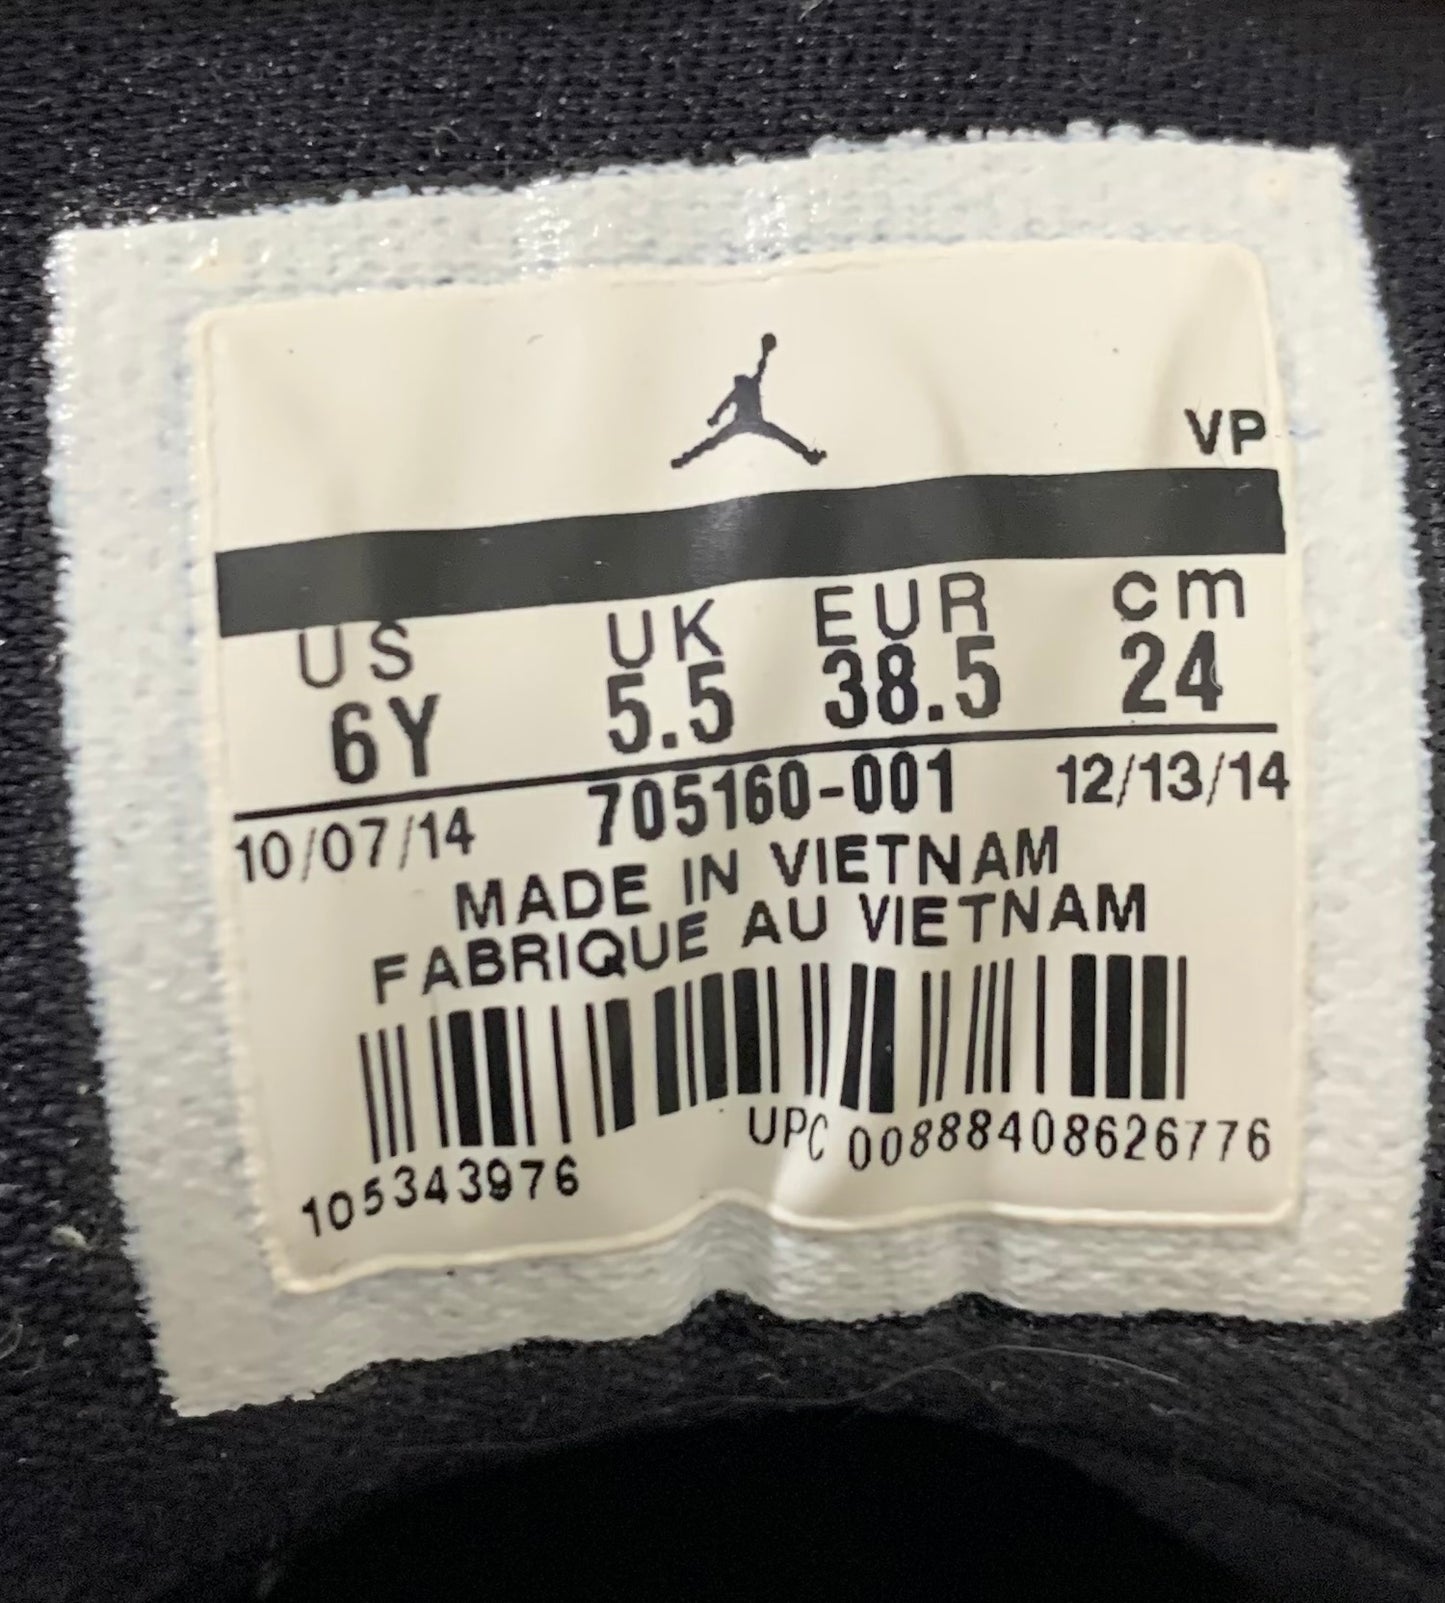 VP
US UK EUR cm
6Y 5.5 38.5 24
10/07/14 705160-001 12/13/14
MADE IN VIETNAM
FABRIQUE AU VIETNAM
105343976 UPC 00888408626776